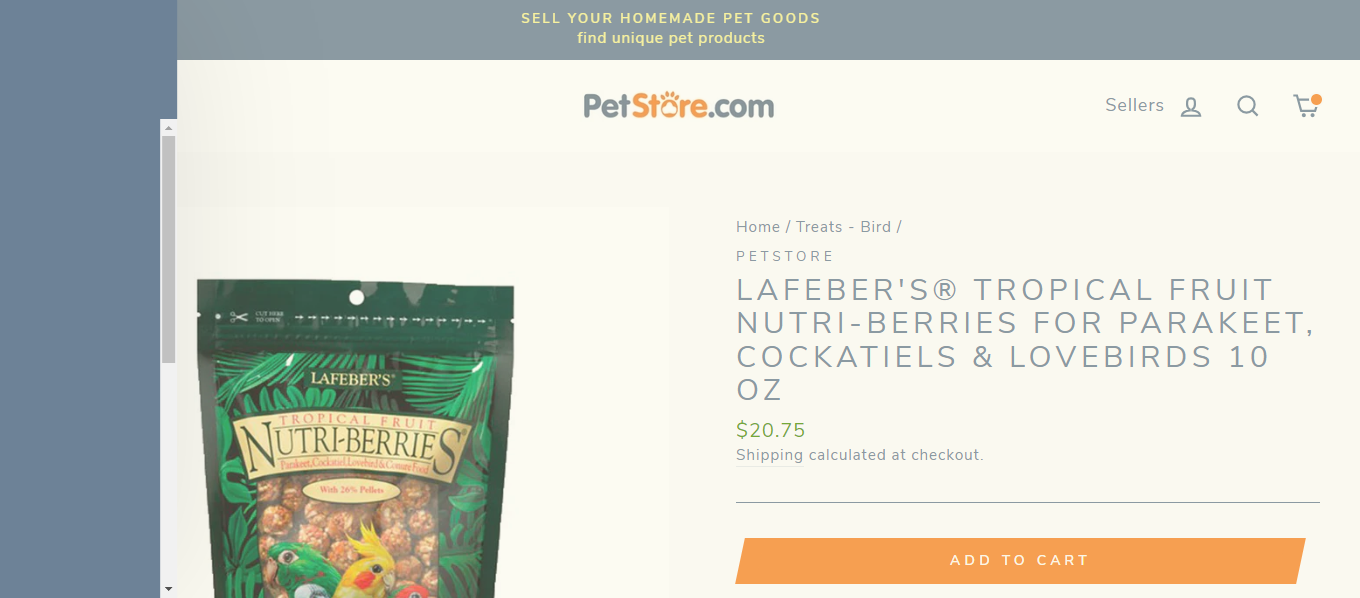 SELL YOUR HOMEMADE PET GOODS
find unique pet products
PetStore.com
Sellers
Home / Treats - Bird /
PETSTORE
LAFEBER'S® TROPICAL FRUIT
NUTRI-BERRIES FOR PARAKEET,
COCKATIELS & LOVEBIRDS 10
OZ
$20.75
Shipping calculated at checkout.
ADD TO CART
CUT HERE
TO OPEN
LAFEBER'S®
TROPICAL FRUIT
NUTRI-BERRIES®
Parakeet, Cockatiel, Lovebird & Conure Food
With 26% Pellets